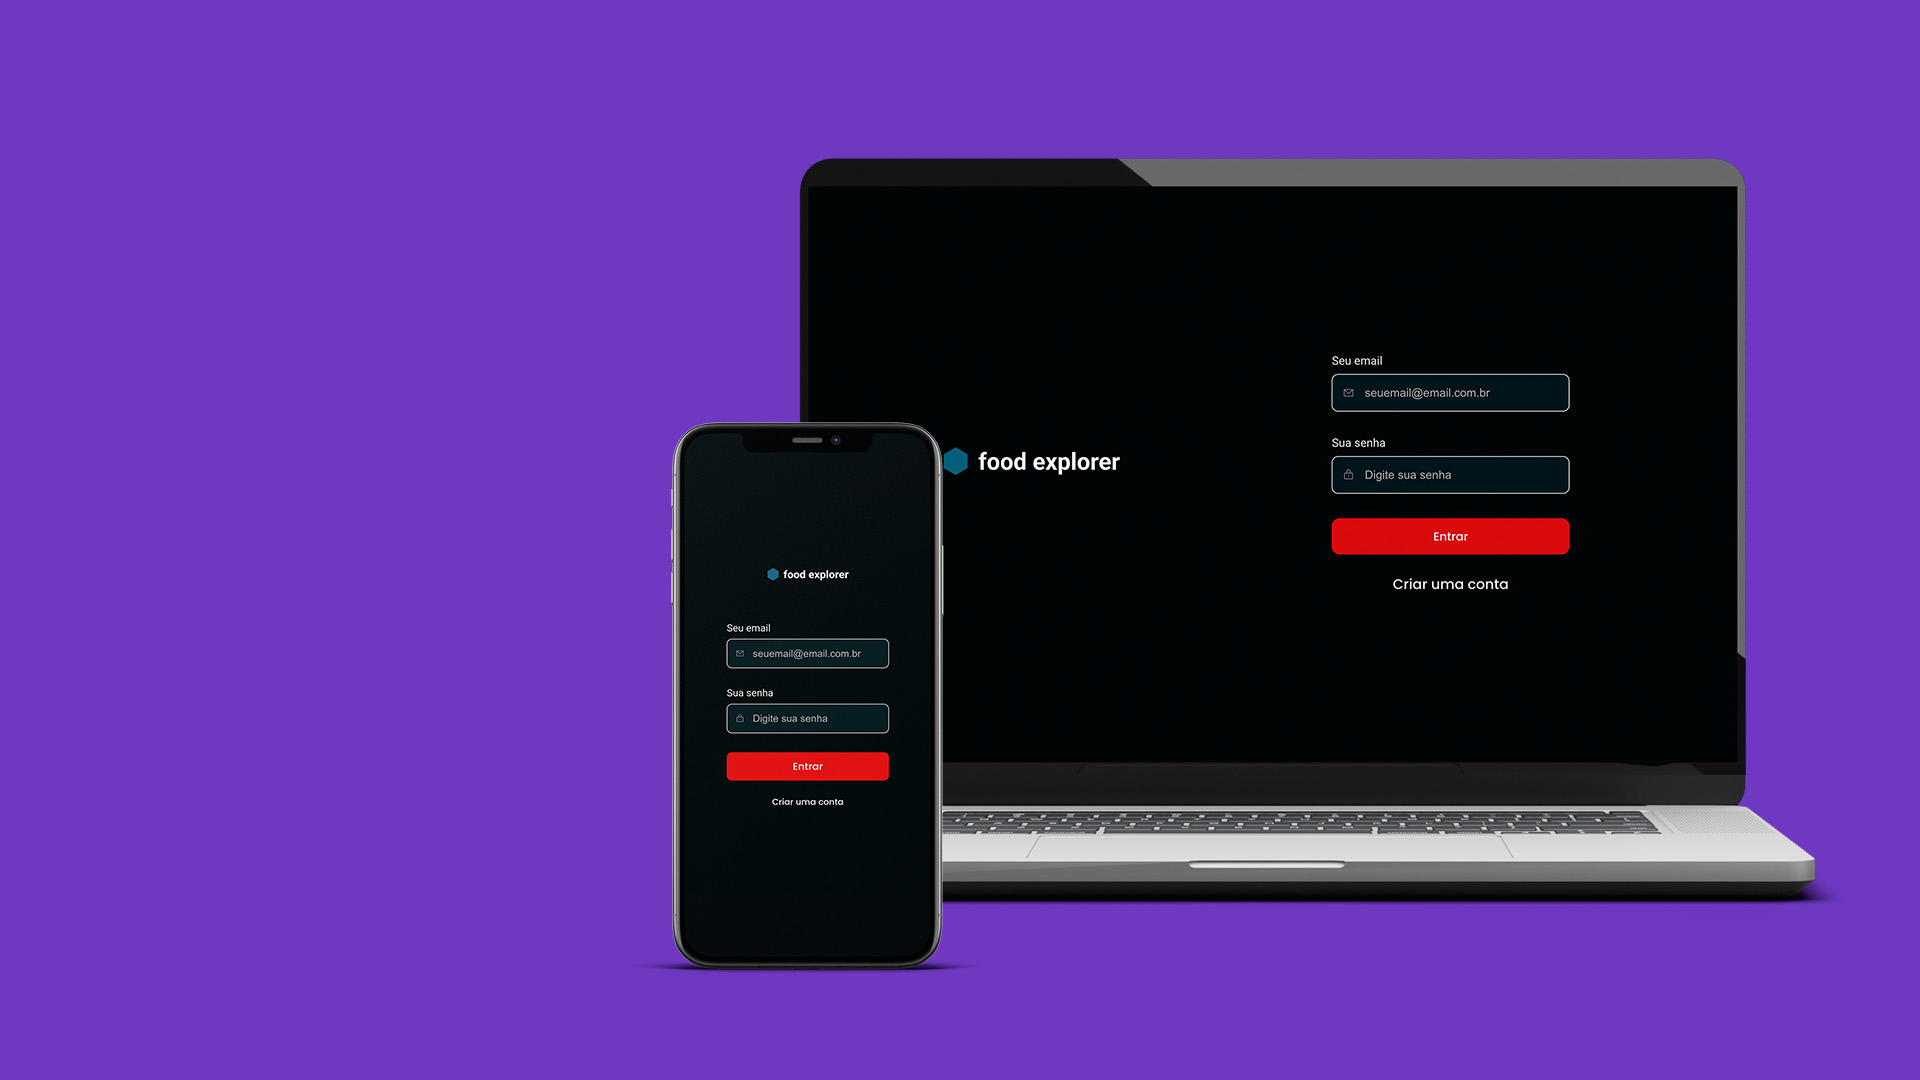 food explorer
Seu email
seuemail@email.com.br
Sua senha
Digite sua senha
Entrar
Criar uma conta
food explorer
Seu email
seuemail@email.com.br
Sua senha
Digite sua senha
Entrar
Criar uma conta